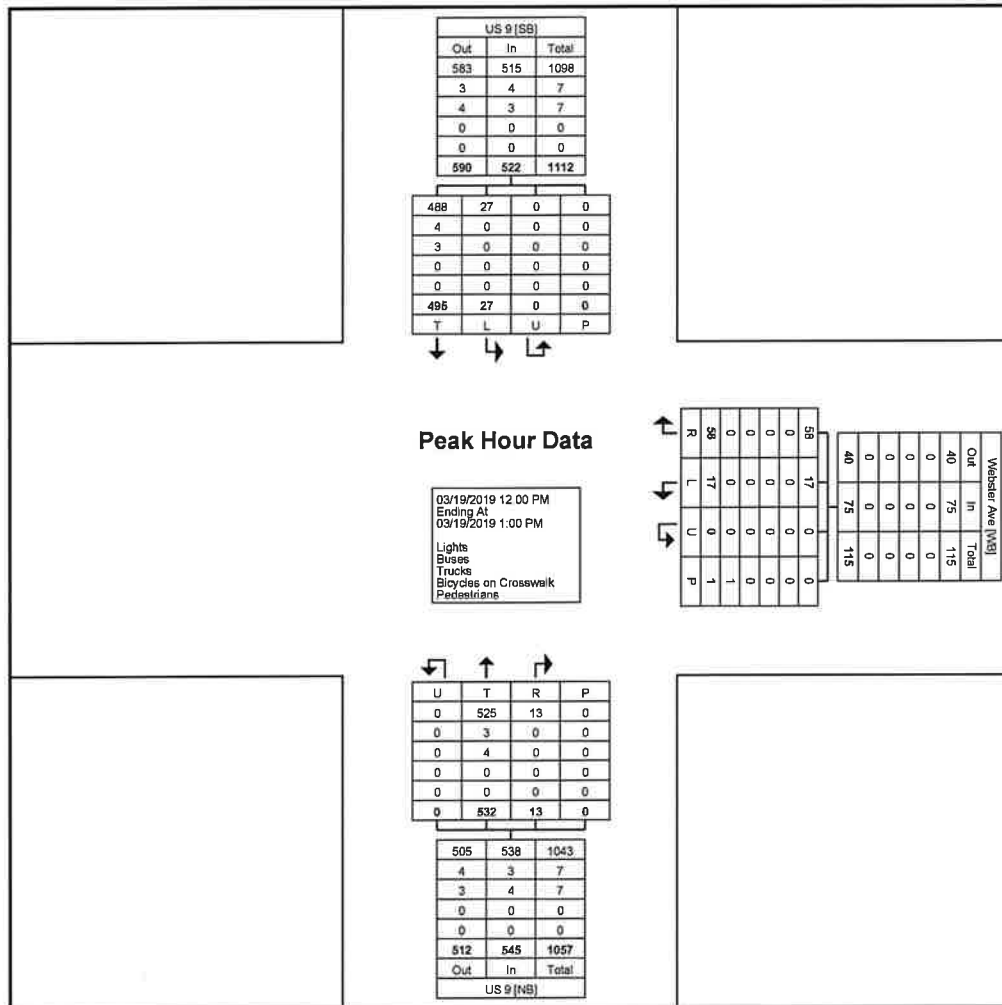 US 9 [SB]
Out In Total
583 515 1098
3 4 7
4 3 7
0 0 0
0 0 0
590 522 1112
488 27 0 0
4 0 0 0
3 0 0 0
0 0 0 0
0 0 0 0
495 27 0 0
T L U P
Peak Hour Data
03/19/2019 12:00 PM
Ending At
03/19/2019 1:00 PM
Lights
Buses
Trucks
Bicycles on Crosswalk
Pedestrians
Webster Ave [WB]
Out In Total
40 75 115
0 0 0
0 0 0
0 0 0
0 0 0
40 75 115
58 17 0 0
0 0 0 0
0 0 0 0
0 0 0 0
0 0 0 1
58 17 0 1
R L U P
U T R P
0 525 13 0
0 3 0 0
0 4 0 0
0 0 0 0
0 0 0 0
0 532 13 0
505 538 1043
4 3 7
3 4 7
0 0 0
0 0 0
512 545 1057
Out In Total
US 9 [NB]